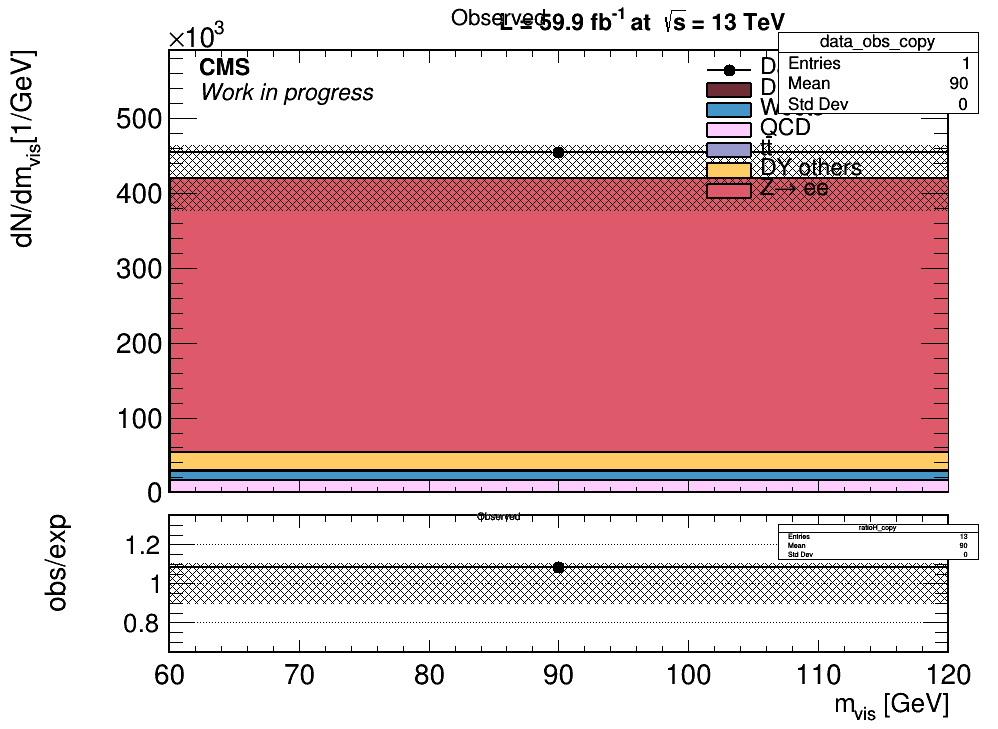 Observed
L = 59.9 fb⁻¹ at √s = 13 TeV
×10³
dN/dm_vis[1/GeV]
CMS
Work in progress
data_obs_copy
Entries 1
Mean 90
Std Dev 0
QCD
tt̄
DY others
Z→ ee
500
400
300
200
100
0
obs/exp
Observed
ratioH_copy
Entries 13
Mean 90
Std Dev 0
1.2
1
0.8
60 70 80 90 100 110 120
m_vis [GeV]